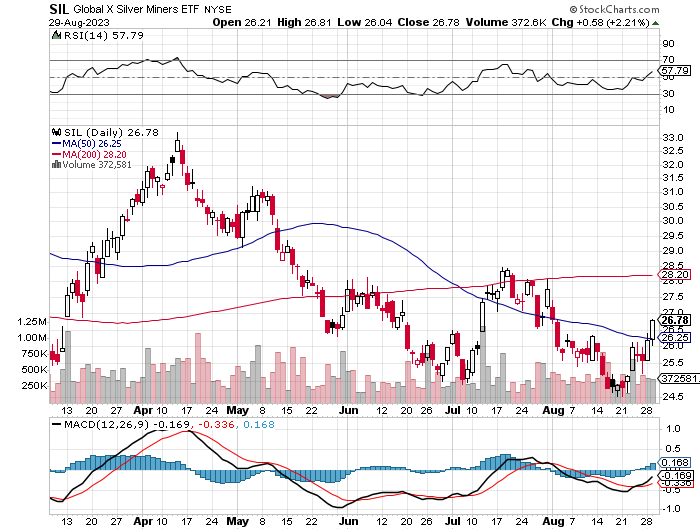 SIL Global X Silver Miners ETF NYSE © StockCharts.com
29-Aug-2023 Open 26.21 High 26.81 Low 26.04 Close 26.78 Volume 372.6K Chg +0.58 (+2.21%)
RSI(14) 57.79
90
70
57.79
50
30
10
SIL (Daily) 26.78
MA(50) 26.25
MA(200) 28.20
Volume 372,581
33.0
32.5
32.0
31.5
31.0
30.5
30.0
29.5
29.0
28.5
28.20
28.0
27.5
27.0
26.78
26.25
26.0
25.5
372581
24.5
1.25M
1.00M
750K
500K
250K
13 20 27 Apr 10 17 24 May 8 15 22 Jun 12 20 26 Jul 10 17 24 Aug 7 14 21 28
MACD(12,26,9) -0.169, -0.336, 0.168
1.0
0.5
0.168
-0.169
-0.336
-0.5
-1.0
13 20 27 Apr 10 17 24 May 8 15 22 Jun 12 20 26 Jul 10 17 24 Aug 7 14 21 28